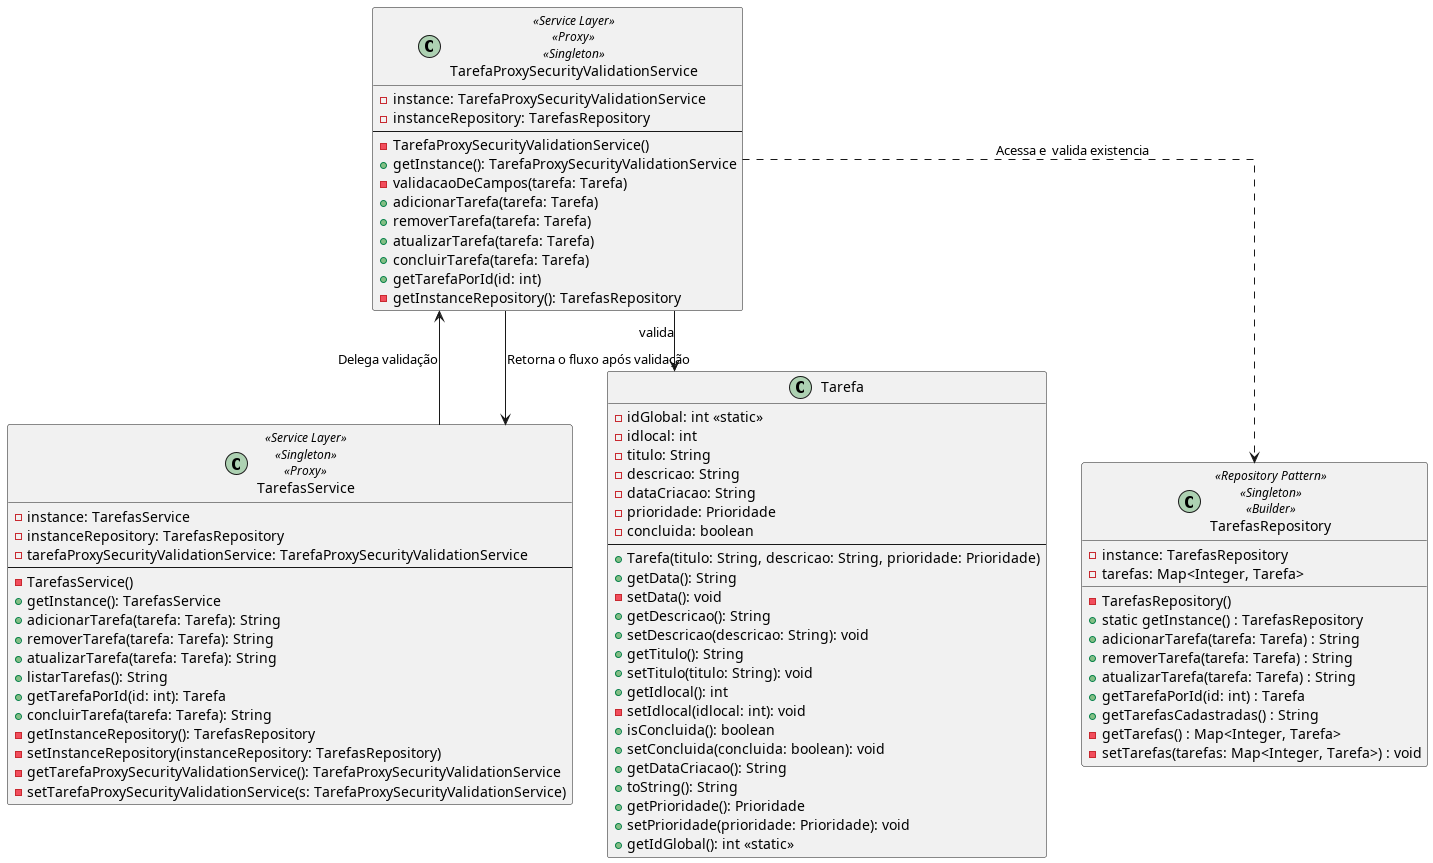 «Service Layer»
«Proxy»
«Singleton»
C
TarefaProxySecurityValidationService
instance: TarefaProxySecurityValidationService
instanceRepository: TarefasRepository
TarefaProxySecurityValidationService()
getInstance(): TarefaProxySecurityValidationService
validacaoDeCampos(tarefa: Tarefa)
adicionarTarefa(tarefa: Tarefa)
removerTarefa(tarefa: Tarefa)
atualizarTarefa(tarefa: Tarefa)
concluirTarefa(tarefa: Tarefa)
getTarefaPorId(id: int)
getInstanceRepository(): TarefasRepository
Acessa e  valida existencia
valida
Delega validação
Retorna o fluxo após validação
«Service Layer»
«Singleton»
«Proxy»
C
TarefasService
instance: TarefasService
instanceRepository: TarefasRepository
tarefaProxySecurityValidationService: TarefaProxySecurityValidationService
TarefasService()
getInstance(): TarefasService
adicionarTarefa(tarefa: Tarefa): String
removerTarefa(tarefa: Tarefa): String
atualizarTarefa(tarefa: Tarefa): String
listarTarefas(): String
getTarefaPorId(id: int): Tarefa
concluirTarefa(tarefa: Tarefa): String
getInstanceRepository(): TarefasRepository
setInstanceRepository(instanceRepository: TarefasRepository)
getTarefaProxySecurityValidationService(): TarefaProxySecurityValidationService
setTarefaProxySecurityValidationService(s: TarefaProxySecurityValidationService)
C Tarefa
idGlobal: int «static»
idlocal: int
titulo: String
descricao: String
dataCriacao: String
prioridade: Prioridade
concluida: boolean
Tarefa(titulo: String, descricao: String, prioridade: Prioridade)
getData(): String
setData(): void
getDescricao(): String
setDescricao(descricao: String): void
getTitulo(): String
setTitulo(titulo: String): void
getIdlocal(): int
setIdlocal(idlocal: int): void
isConcluida(): boolean
setConcluida(concluida: boolean): void
getDataCriacao(): String
toString(): String
getPrioridade(): Prioridade
setPrioridade(prioridade: Prioridade): void
getIdGlobal(): int «static»
«Repository Pattern»
«Singleton»
«Builder»
C
TarefasRepository
instance: TarefasRepository
tarefas: Map<Integer, Tarefa>
TarefasRepository()
static getInstance() : TarefasRepository
adicionarTarefa(tarefa: Tarefa) : String
removerTarefa(tarefa: Tarefa) : String
atualizarTarefa(tarefa: Tarefa) : String
getTarefaPorId(id: int) : Tarefa
getTarefasCadastradas() : String
getTarefas() : Map<Integer, Tarefa>
setTarefas(tarefas: Map<Integer, Tarefa>) : void